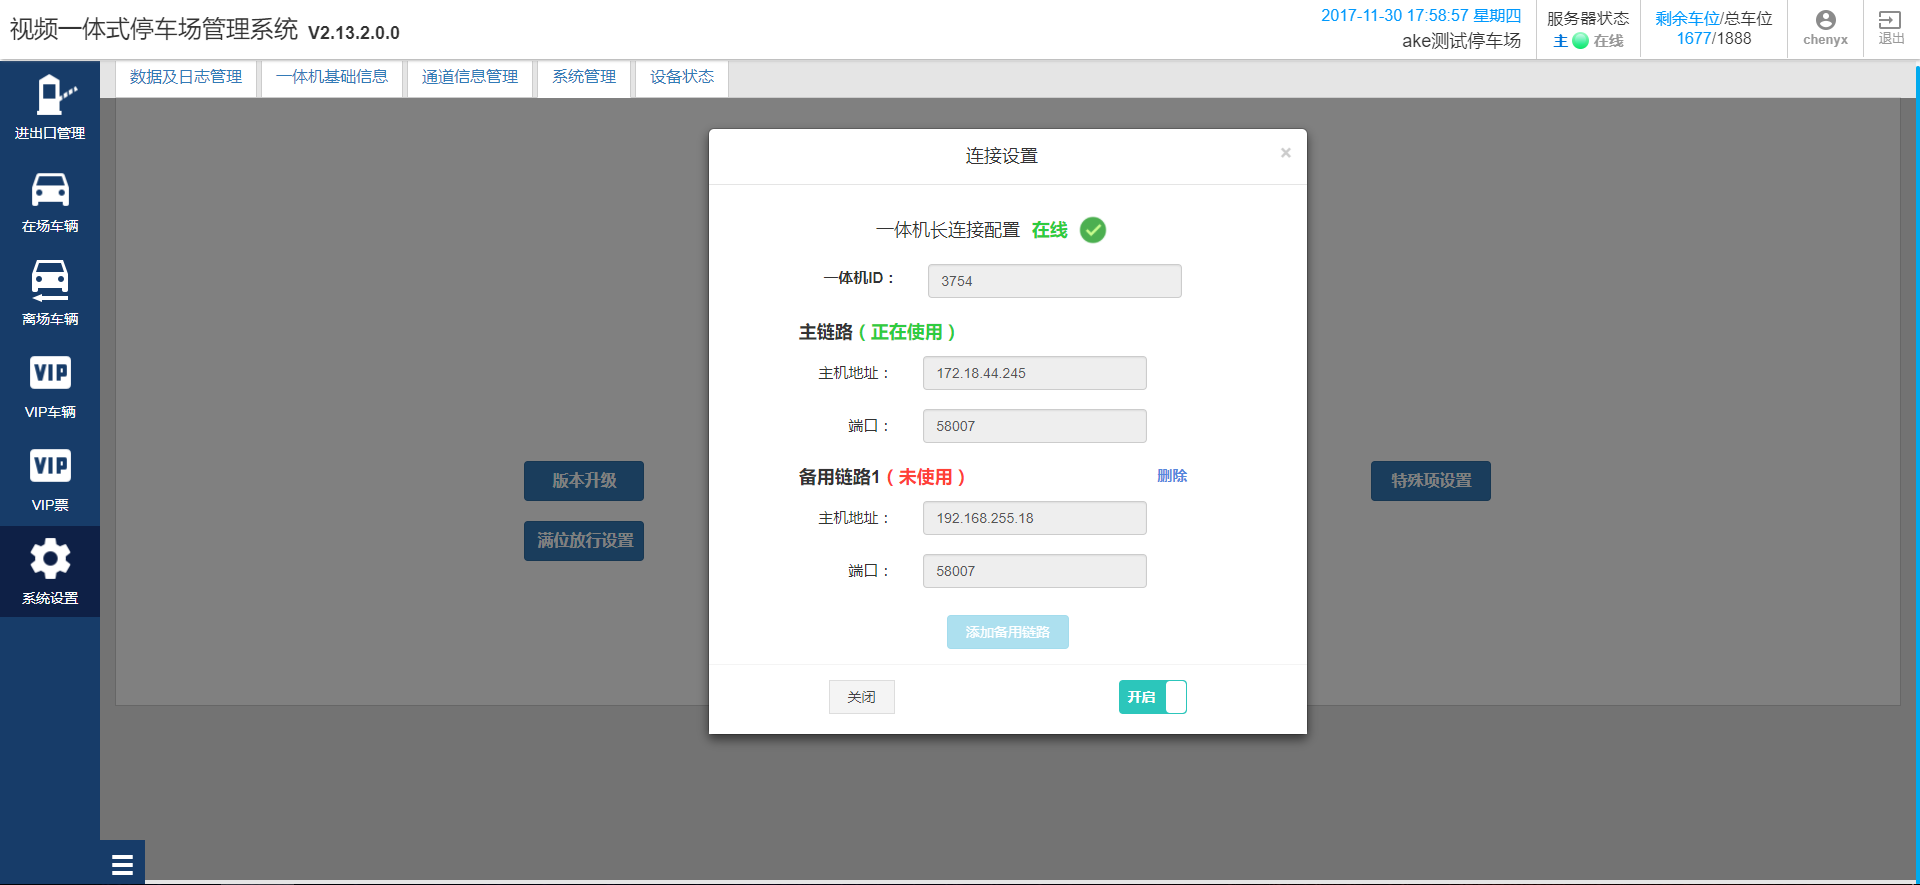 视频一体式停车场管理系统 V2.13.2.0.0
2017-11-30 17:58:57 星期四
ake测试停车场
服务器状态
主 在线
剩余车位/总车位
1677/1888
chenyx
退出
数据及日志管理
一体机基础信息
通道信息管理
系统管理
设备状态
进出口管理
在场车辆
离场车辆
VIP
VIP车辆
VIP
VIP票
系统设置
版本升级
满位放行设置
特殊项设置
连接设置
×
一体机长连接配置 在线
一体机ID： 3754
主链路（正在使用）
主机地址： 172.18.44.245
端口： 58007
备用链路1（未使用） 删除
主机地址： 192.168.255.18
端口： 58007
添加备用链路
关闭
开启